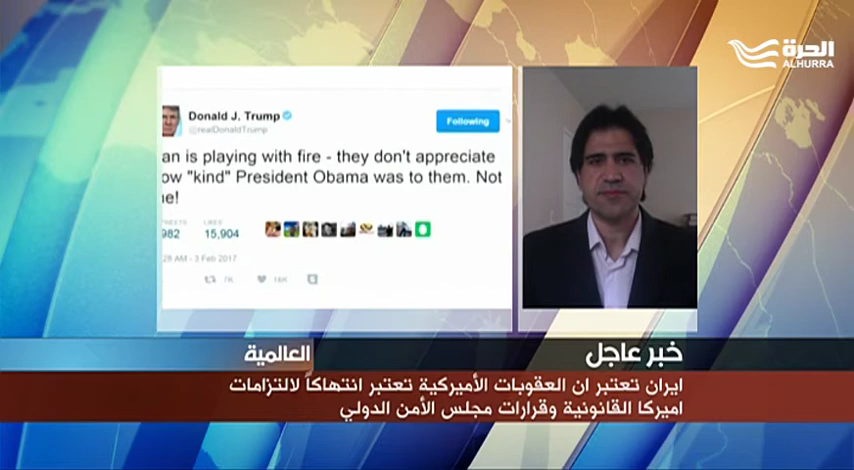 الحرة
ALHURRA
Donald J. Trump
@realDonaldTrump
Following
an is playing with fire - they don't appreciate
ow "kind" President Obama was to them. Not
e!
LIKES
982 15,904
28 AM - 3 Feb 2017
7K 16K
العالمية
خبر عاجل
ايران تعتبر ان العقوبات الأميركية تعتبر انتهاكاً لالتزامات
اميركا القانونية وقرارات مجلس الأمن الدولي